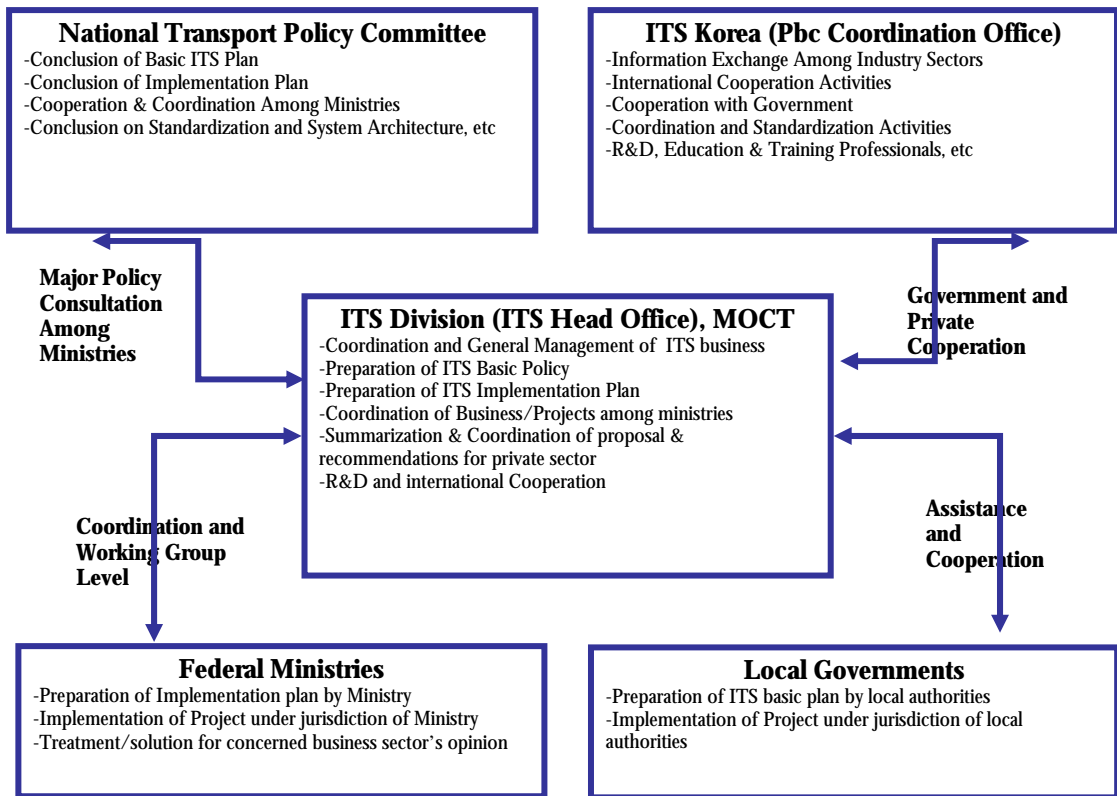 National Transport Policy Committee
-Conclusion of Basic ITS Plan
-Conclusion of Implementation Plan
-Cooperation & Coordination Among Ministries
-Conclusion on Standardization and System Architecture, etc
ITS Korea (Pbc Coordination Office)
-Information Exchange Among Industry Sectors
-International Cooperation Activities
-Cooperation with Government
-Coordination and Standardization Activities
-R&D, Education & Training Professionals, etc
Major Policy
Consultation
Among
Ministries
Government and
Private
Cooperation
ITS Division (ITS Head Office), MOCT
-Coordination and General Management of ITS business
-Preparation of ITS Basic Policy
-Preparation of ITS Implementation Plan
-Coordination of Business/Projects among ministries
-Summarization & Coordination of proposal &
recommendations for private sector
-R&D and international Cooperation
Coordination and
Working Group
Level
Assistance
and
Cooperation
Federal Ministries
-Preparation of Implementation plan by Ministry
-Implementation of Project under jurisdiction of Ministry
-Treatment/solution for concerned business sector's opinion
Local Governments
-Preparation of ITS basic plan by local authorities
-Implementation of Project under jurisdiction of local
authorities